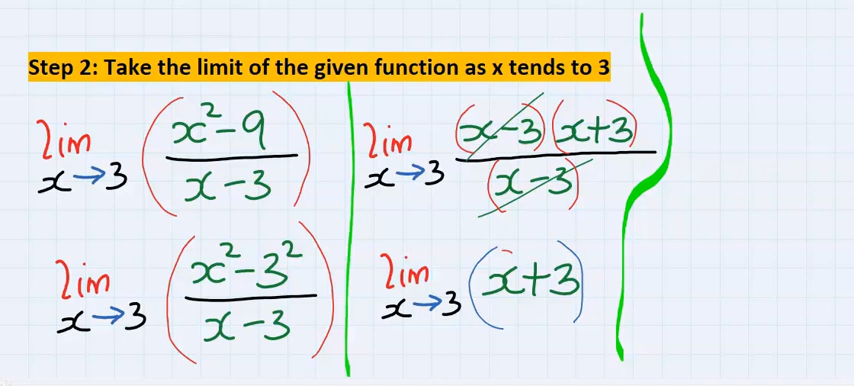 Step 2: Take the limit of the given function as x tends to 3
lim x→3 ((x²-9)/(x-3))
lim x→3 ((x²-3²)/(x-3))
lim x→3 ((x-3)(x+3))/((x-3))
lim x→3 (x+3)